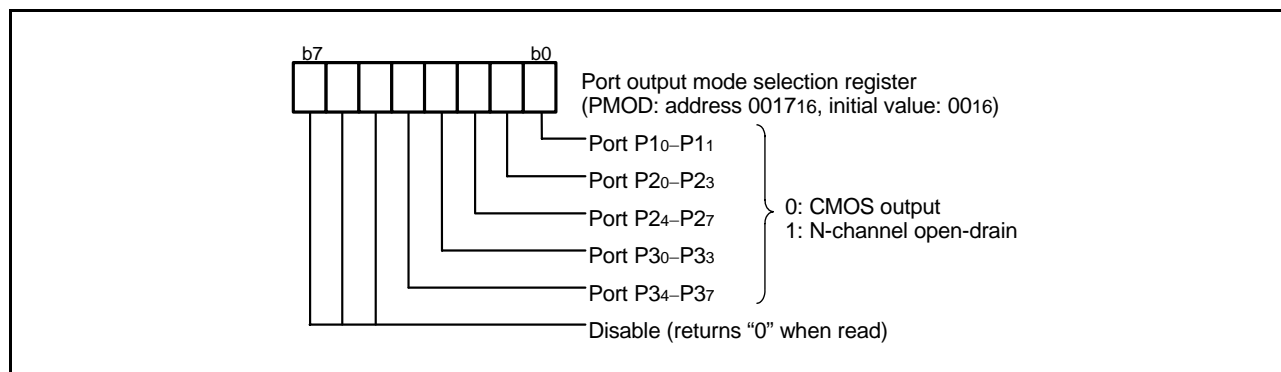 b7 b0
Port output mode selection register
(PMOD: address 001716, initial value: 0016)
Port P10–P11
Port P20–P23
Port P24–P27
Port P30–P33
Port P34–P37
0: CMOS output
1: N-channel open-drain
Disable (returns “0” when read)